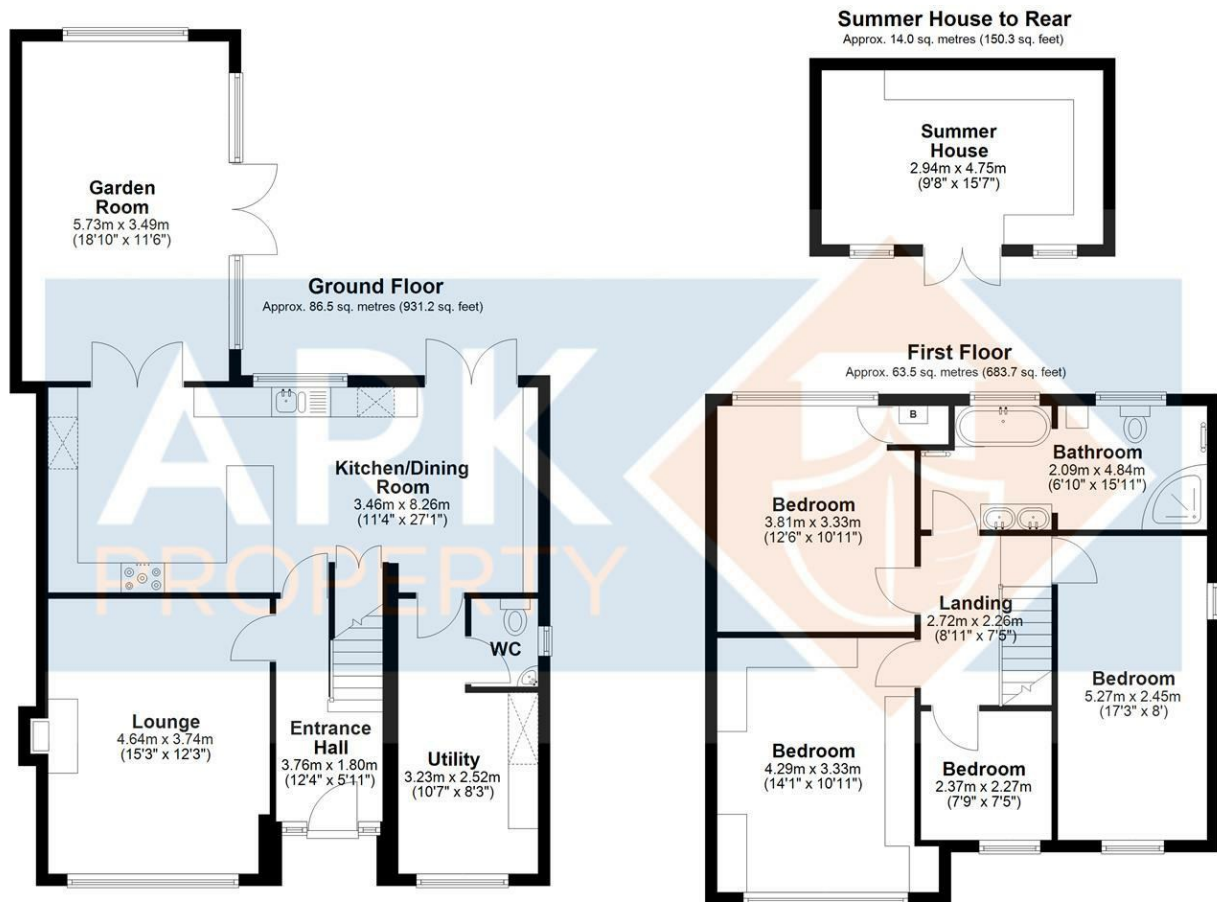 Summer House to Rear
Approx. 14.0 sq. metres (150.3 sq. feet)
Summer
House
2.94m x 4.75m
(9'8" x 15'7")
Garden
Room
5.73m x 3.49m
(18'10" x 11'6")
Ground Floor
Approx. 86.5 sq. metres (931.2 sq. feet)
Kitchen/Dining
Room
3.46m x 8.26m
(11'4" x 27'1")
WC
Lounge
4.64m x 3.74m
(15'3" x 12'3")
Entrance
Hall
3.76m x 1.80m
(12'4" x 5'11")
Utility
3.23m x 2.52m
(10'7" x 8'3")
First Floor
Approx. 63.5 sq. metres (683.7 sq. feet)
B
Bathroom
2.09m x 4.84m
(6'10" x 15'11")
Bedroom
3.81m x 3.33m
(12'6" x 10'11")
Landing
2.72m x 2.26m
(8'11" x 7'5")
Bedroom
5.27m x 2.45m
(17'3" x 8')
Bedroom
4.29m x 3.33m
(14'1" x 10'11")
Bedroom
2.37m x 2.27m
(7'9" x 7'5")
ARK
PROPERTY